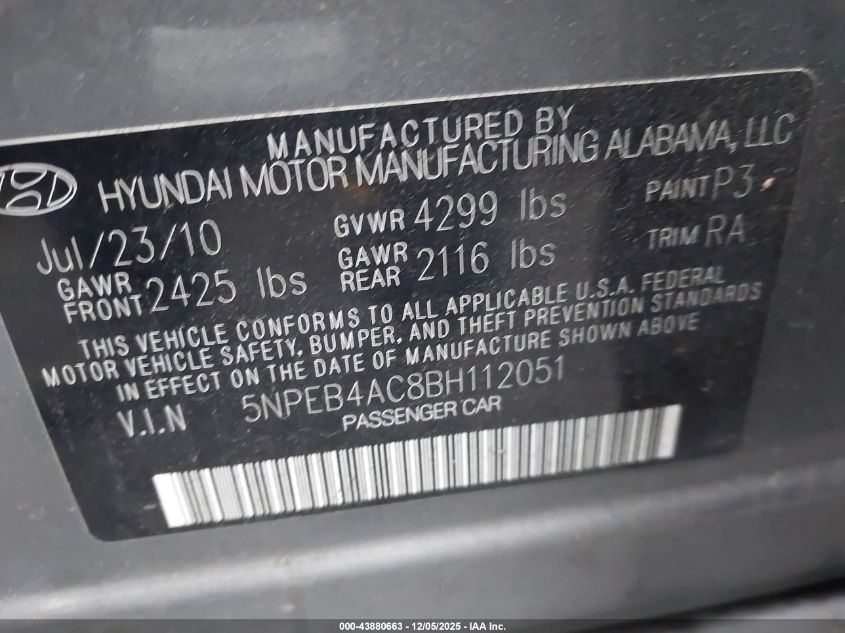 MANUFACTURED BY
HYUNDAI MOTOR MANUFACTURING ALABAMA, LLC
Jul/23/10 GVWR 4299 lbs PAINT P3
GAWR FRONT 2425 lbs GAWR REAR 2116 lbs TRIM RA
THIS VEHICLE CONFORMS TO ALL APPLICABLE U.S.A. FEDERAL
MOTOR VEHICLE SAFETY, BUMPER, AND THEFT PREVENTION STANDARDS
IN EFFECT ON THE DATE OF MANUFACTURE SHOWN ABOVE
V.I.N 5NPEB4AC8BH112051
PASSENGER CAR
000-43880663 - 12/05/2025 - IAA Inc.